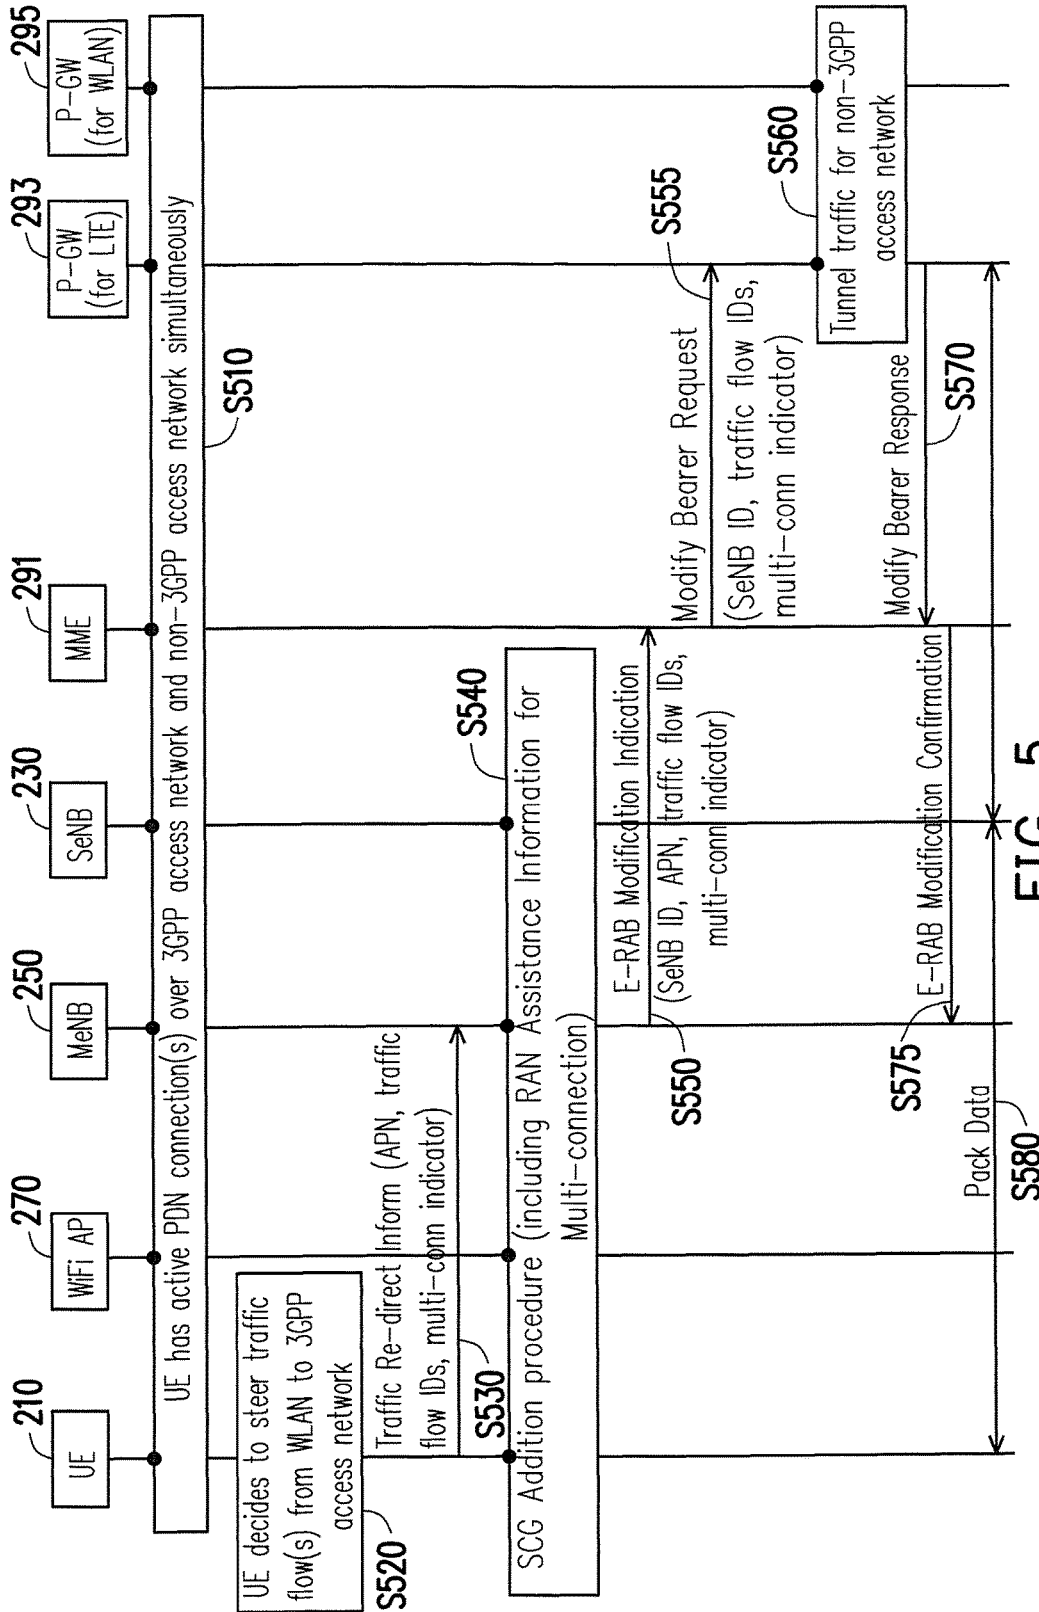 210
UE
270
WiFi AP
250
MeNB
230
SeNB
291
MME
293
P-GW
(for LTE)
295
P-GW
(for WLAN)
UE has active PDN connection(s) over 3GPP access network and non-3GPP access network simultaneously
S510
UE decides to steer traffic
flow(s) from WLAN to 3GPP
access network
S520
Traffic Re-direct Inform (APN, traffic
flow IDs, multi-conn indicator)
S530
SCG Addition procedure (including RAN Assistance Information for
Multi-connection)
S540
E-RAB Modification Indication
(SeNB ID, APN, traffic flow IDs,
multi-conn indicator)
S550
Modify Bearer Request
(SeNB ID, traffic flow IDs,
multi-conn indicator)
S555
Tunnel traffic for non-3GPP
access network
S560
Modify Bearer Response
S570
E-RAB Modification Confirmation
S575
Pack Data
S580
FIG. 5